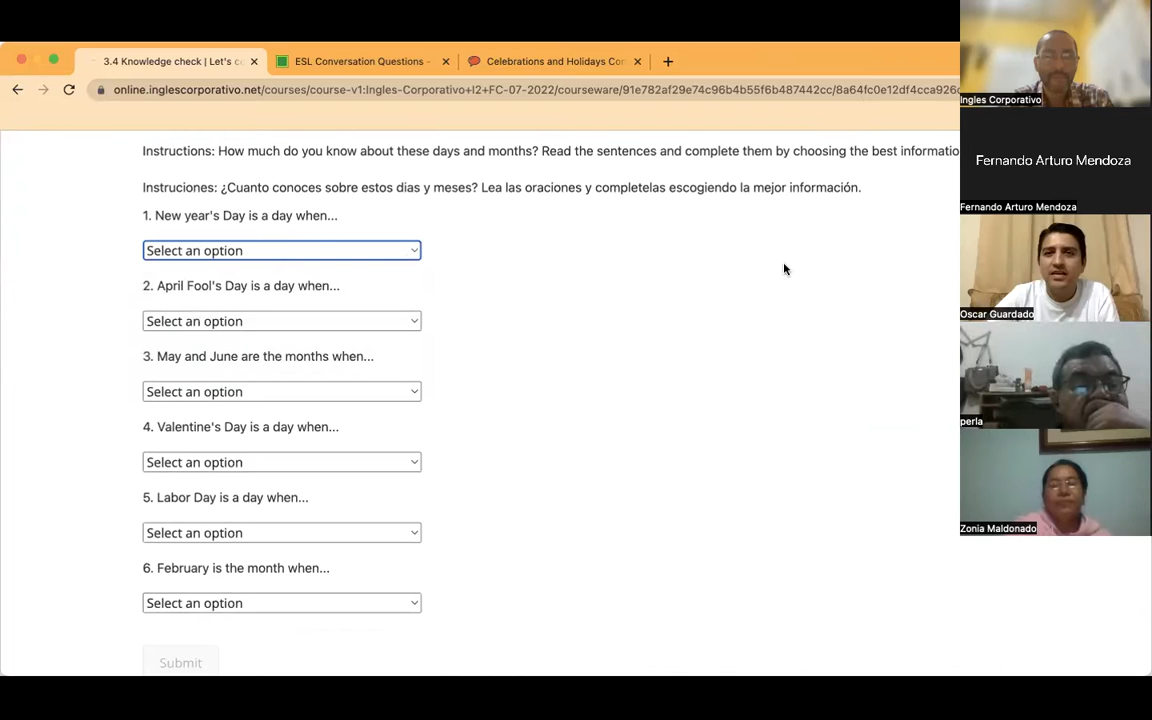 3.4 Knowledge check | Let's c
ESL Conversation Questions -
Celebrations and Holidays Con
online.inglescorporativo.net/courses/course-v1:Ingles-Corporativo+I2+FC-07-2022/courseware/91e782af29e74c96b4b55f6b487442cc/8a64fc0e12df4cca926c
Ingles Corporativo
Fernando Arturo Mendoza
Fernando Arturo Mendoza
Oscar Guardado
perla
Zonia Maldonado
Instructions: How much do you know about these days and months? Read the sentences and complete them by choosing the best informatio
Instruciones: ¿Cuanto conoces sobre estos dias y meses? Lea las oraciones y completelas escogiendo la mejor información.
1. New year's Day is a day when...
Select an option
2. April Fool's Day is a day when...
Select an option
3. May and June are the months when...
Select an option
4. Valentine's Day is a day when...
Select an option
5. Labor Day is a day when...
Select an option
6. February is the month when...
Select an option
Submit